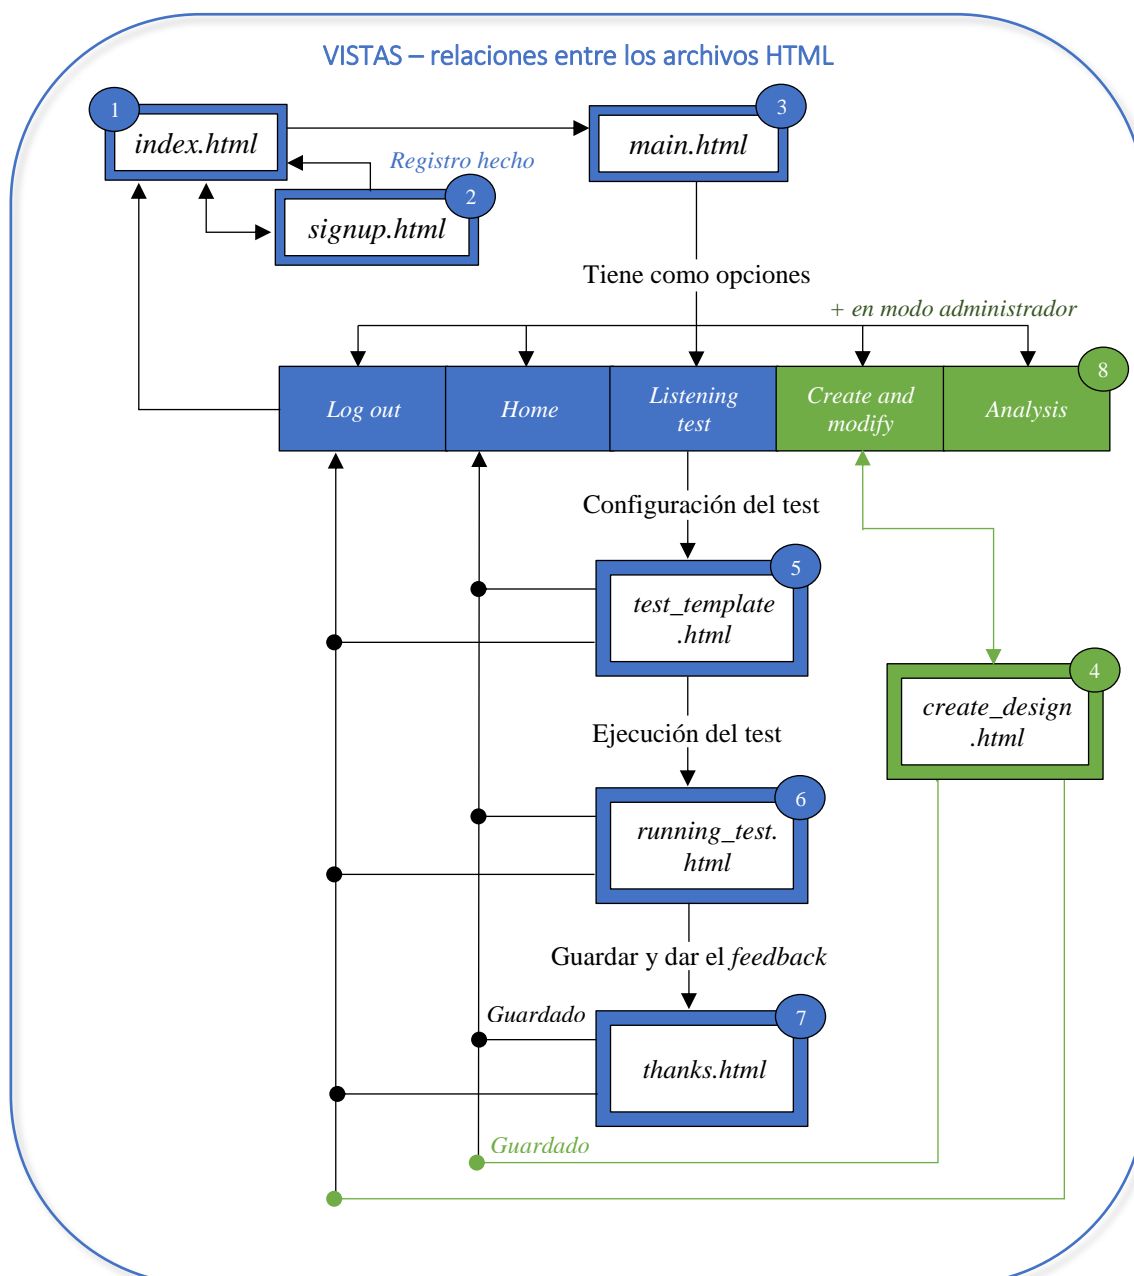 VISTAS – relaciones entre los archivos HTML
1
index.html
3
main.html
Registro hecho
2
signup.html
Tiene como opciones
+ en modo administrador
8
Log out
Home
Listening
test
Create and
modify
Analysis
Configuración del test
5
test_template
.html
4
create_design
.html
Ejecución del test
6
running_test.
html
Guardar y dar el feedback
Guardado
7
thanks.html
Guardado